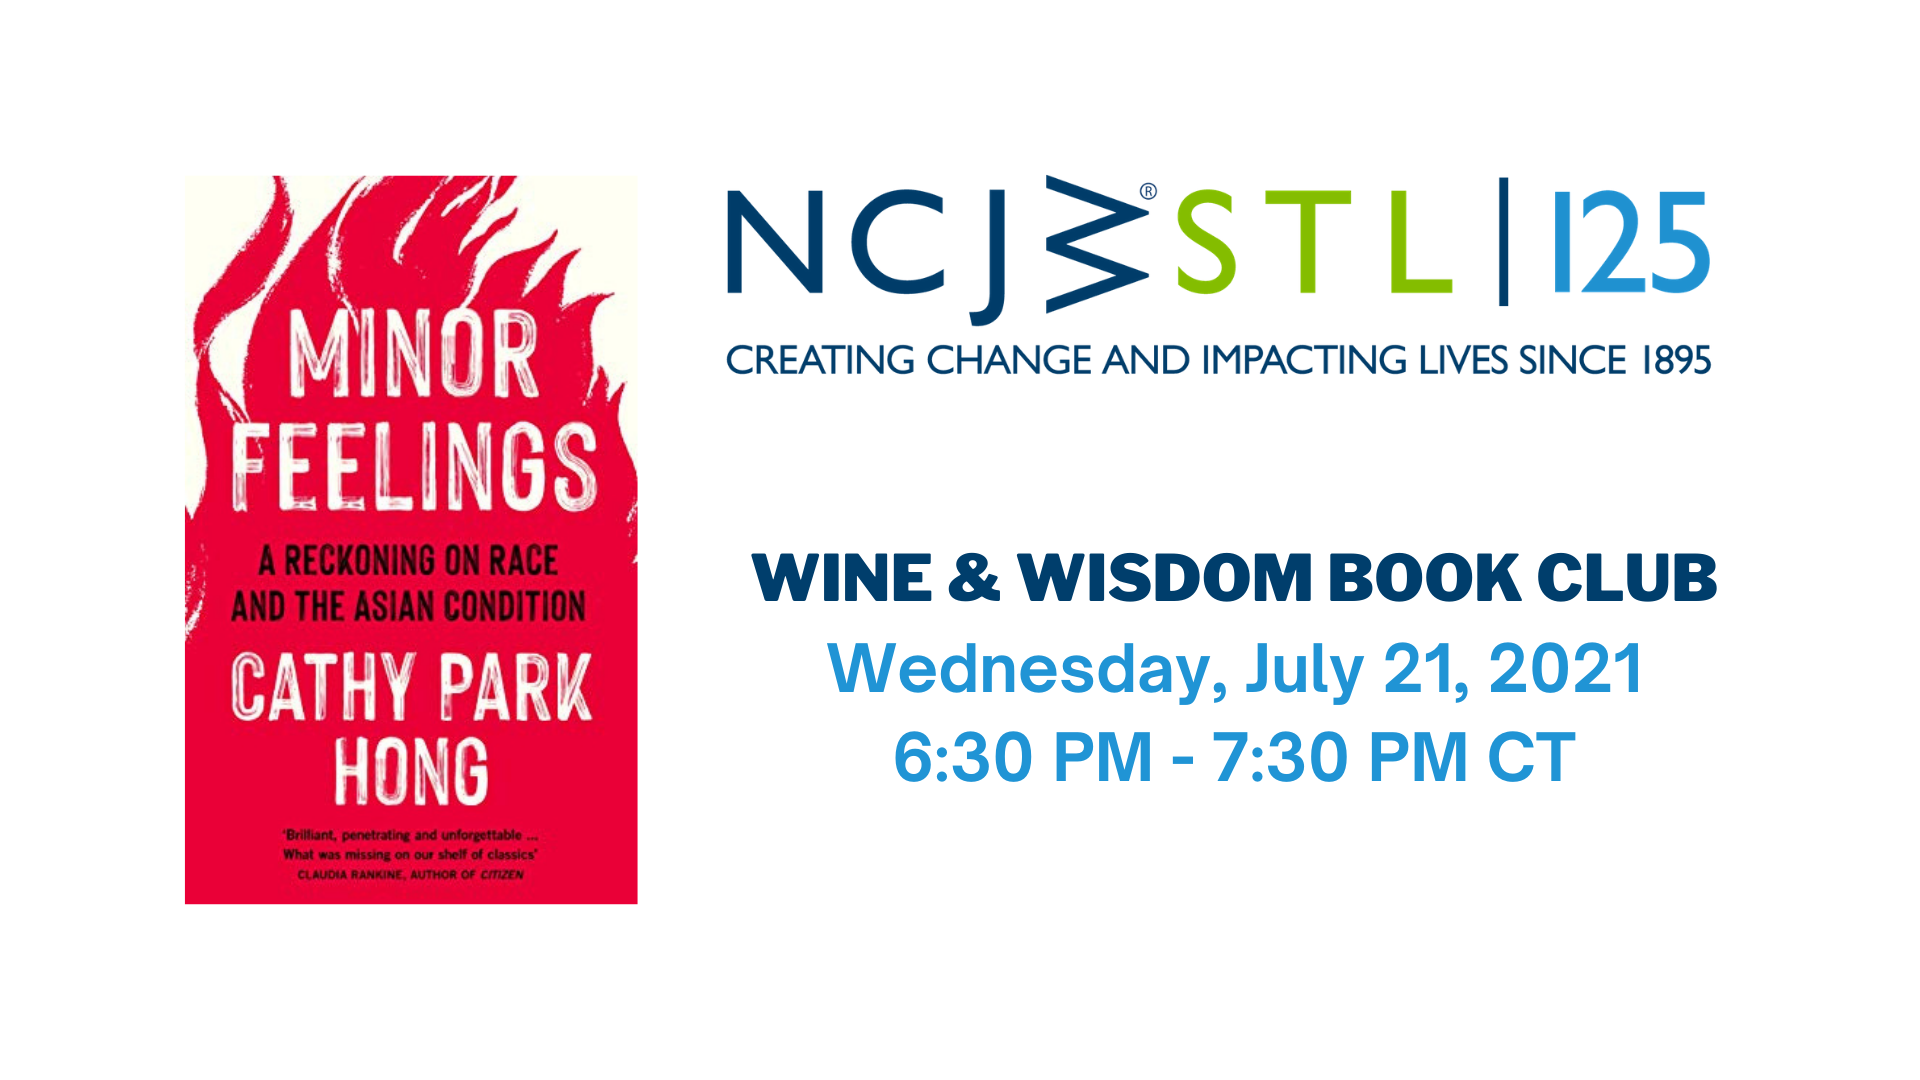 MINOR
FEELINGS
A RECKONING ON RACE
AND THE ASIAN CONDITION
CATHY PARK
HONG
'Brilliant, penetrating and unforgettable ...
What was missing on our shelf of classics'
CLAUDIA RANKINE, AUTHOR OF CITIZEN
NCJW® STL | 125
CREATING CHANGE AND IMPACTING LIVES SINCE 1895
WINE & WISDOM BOOK CLUB
Wednesday, July 21, 2021
6:30 PM - 7:30 PM CT